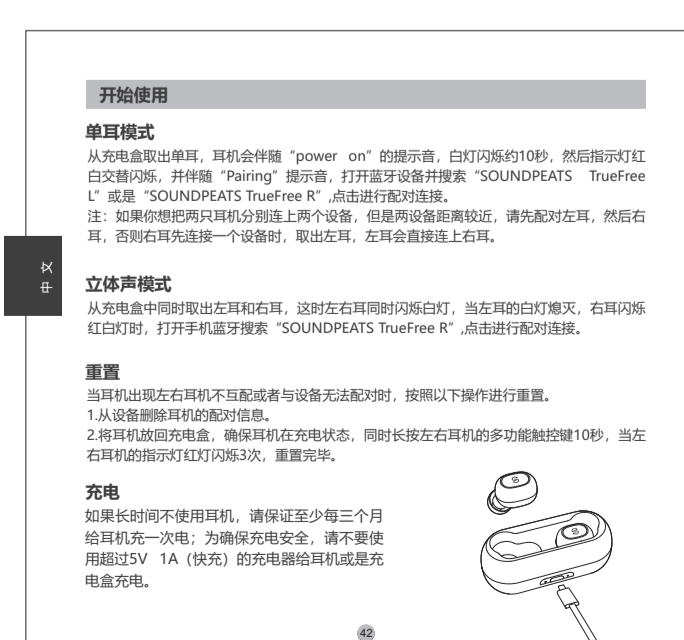 开始使用
单耳模式
从充电盒取出单耳，耳机会伴随“power on”的提示音，白灯闪烁约10秒，然后指示灯红
白交替闪烁，并伴随“Pairing”提示音，打开蓝牙设备并搜索“SOUNDPEATS TrueFree
L”或是“SOUNDPEATS TrueFree R”,点击进行配对连接。
注：如果你想把两只耳机分别连上两个设备，但是两设备距离较近，请先配对左耳，然后右
耳，否则右耳先连接一个设备时，取出左耳，左耳会直接连上右耳。
中文
立体声模式
从充电盒中同时取出左耳和右耳，这时左右耳同时闪烁白灯，当左耳的白灯熄灭，右耳闪烁
红白灯时，打开手机蓝牙搜索“SOUNDPEATS TrueFree R”,点击进行配对连接。
重置
当耳机出现左右耳机不互配或者与设备无法配对时，按照以下操作进行重置。
1.从设备删除耳机的配对信息。
2.将耳机放回充电盒，确保耳机在充电状态，同时长按左右耳机的多功能触控键10秒，当左
右耳机的指示灯红灯闪烁3次，重置完毕。
充电
如果长时间不使用耳机，请保证至少每三个月
给耳机充一次电；为确保充电安全，请不要使
用超过5V 1A（快充）的充电器给耳机或是充
电盒充电。
42